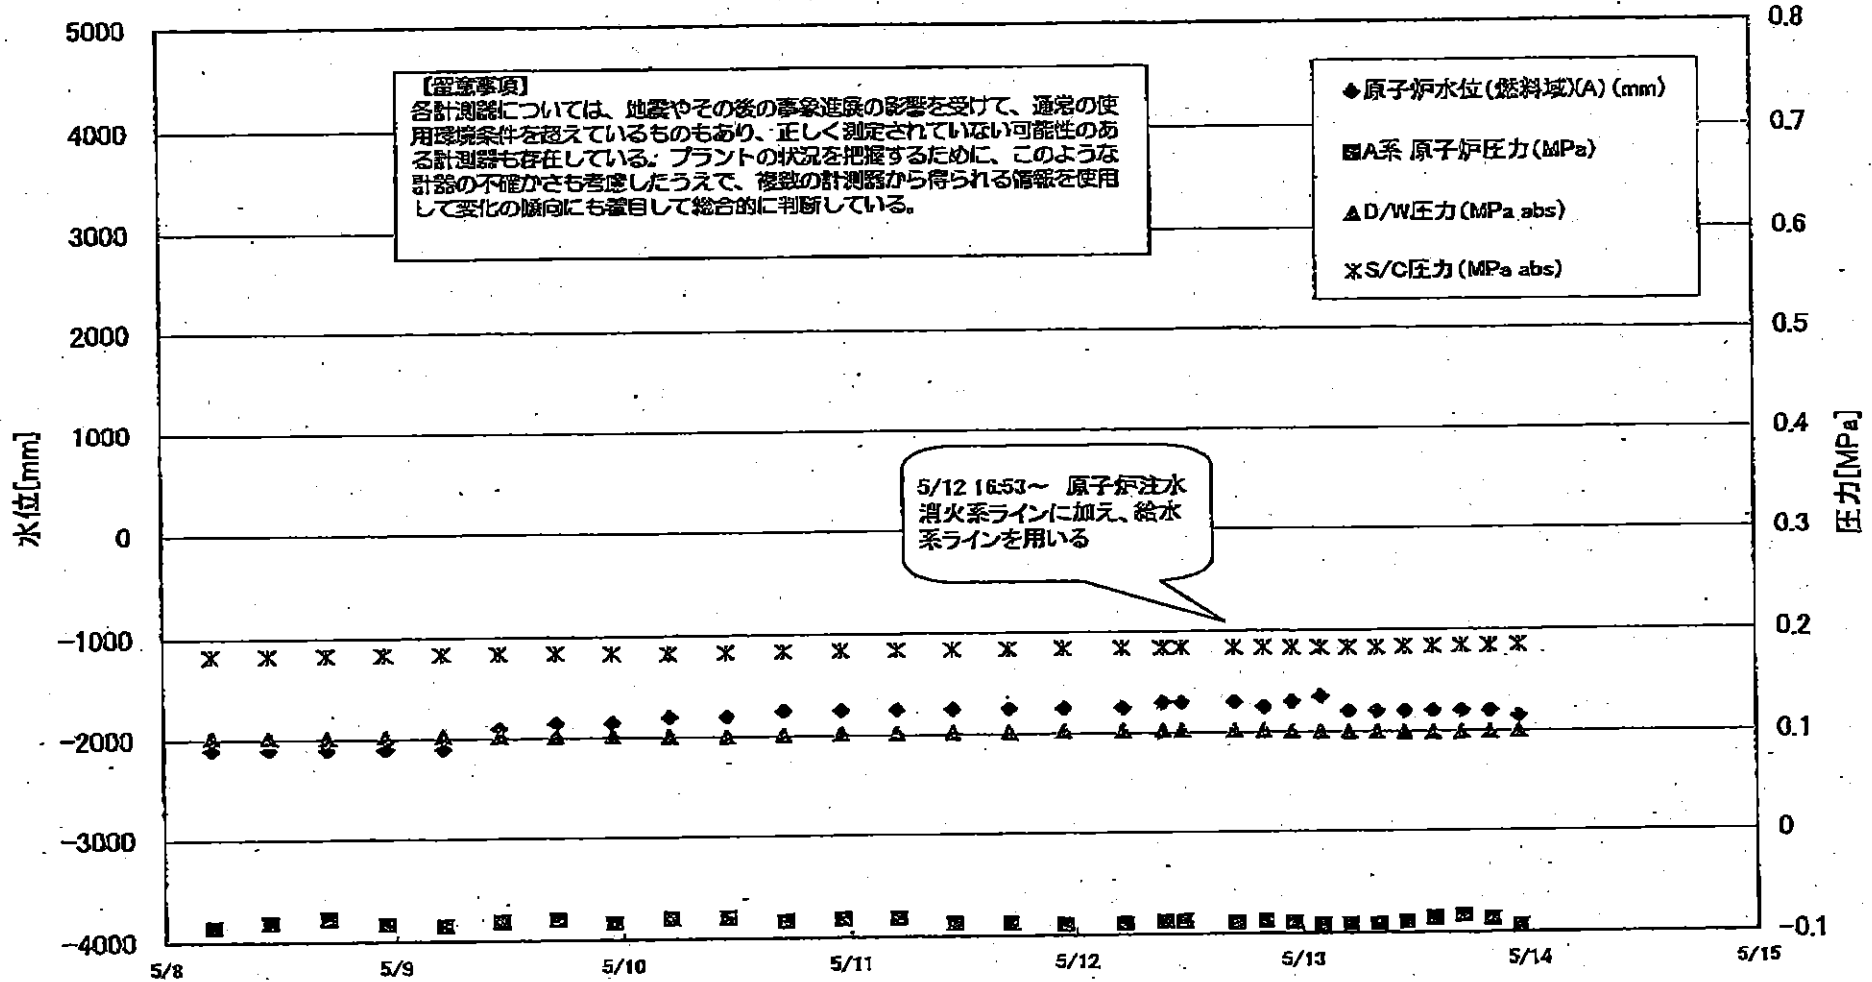 5000
4000
3000
2000
1000
0
-1000
-2000
-3000
-4000
水位[mm]
【留意事項】
各計測器については、地震やその後の事象進展の影響を受けて、通常の使
用環境条件を超えているものもあり、正しく測定されていない可能性のあ
る計測器も存在している。プラントの状況を把握するために、このような
計器の不確かさも考慮したうえで、複数の計測器から得られる情報を使用
して変化の傾向にも着目して総合的に判断している。
◆原子炉水位(燃料域)(A) (mm)
■A系 原子炉圧力(MPa)
▲D/W圧力(MPa abs)
ж S/C圧力(MPa abs)
5/12 16:53～ 原子炉注水
消火系ラインに加え、給水
系ラインを用いる
0.8
0.7
0.6
0.5
0.4
0.3
0.2
0.1
0
-0.1
圧力[MPa]
5/8
5/9
5/10
5/11
5/12
5/13
5/14
5/15